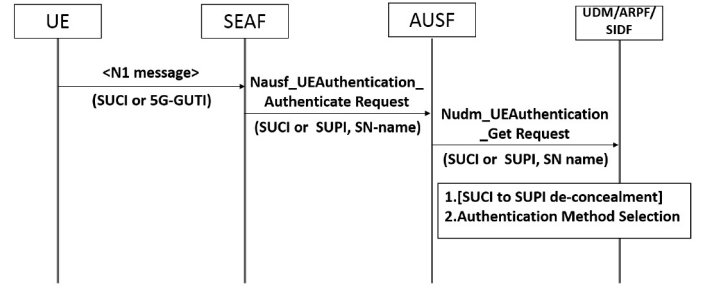 UE
SEAF
AUSF
UDM/ARPF/
SIDF
<N1 message>
(SUCI or 5G-GUTI)
Nausf_UEAuthentication_
Authenticate Request
(SUCI or SUPI, SN-name)
Nudm_UEAuthentication
_Get Request
(SUCI or SUPI, SN name)
1.[SUCI to SUPI de-concealment]
2.Authentication Method Selection